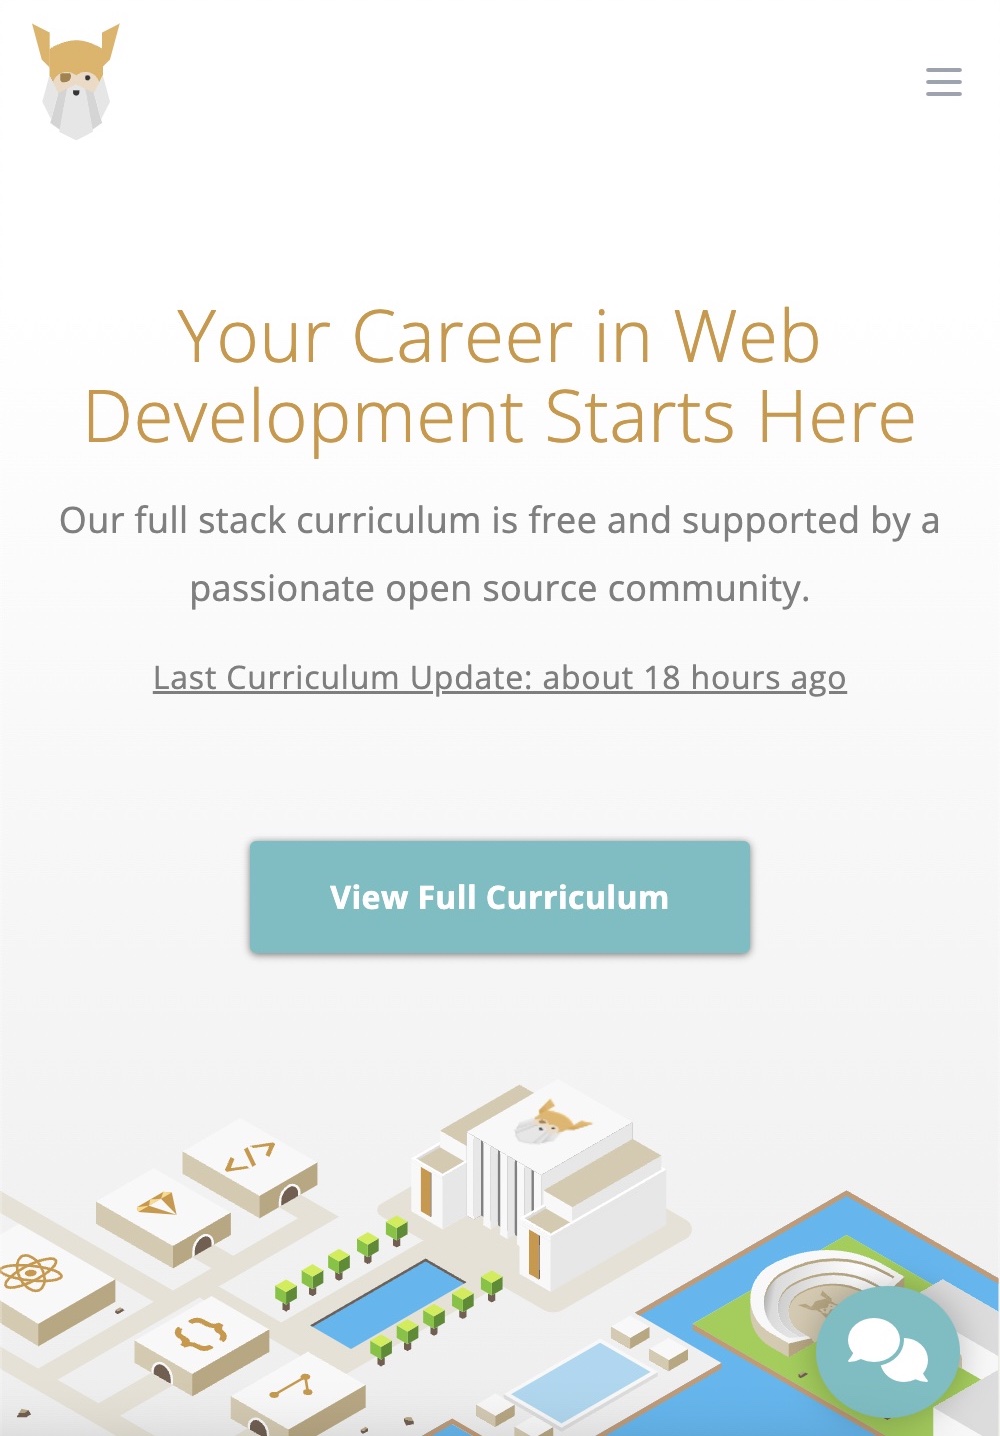 Your Career in Web
Development Starts Here
Our full stack curriculum is free and supported by a
passionate open source community.
Last Curriculum Update: about 18 hours ago
View Full Curriculum
</>
{}